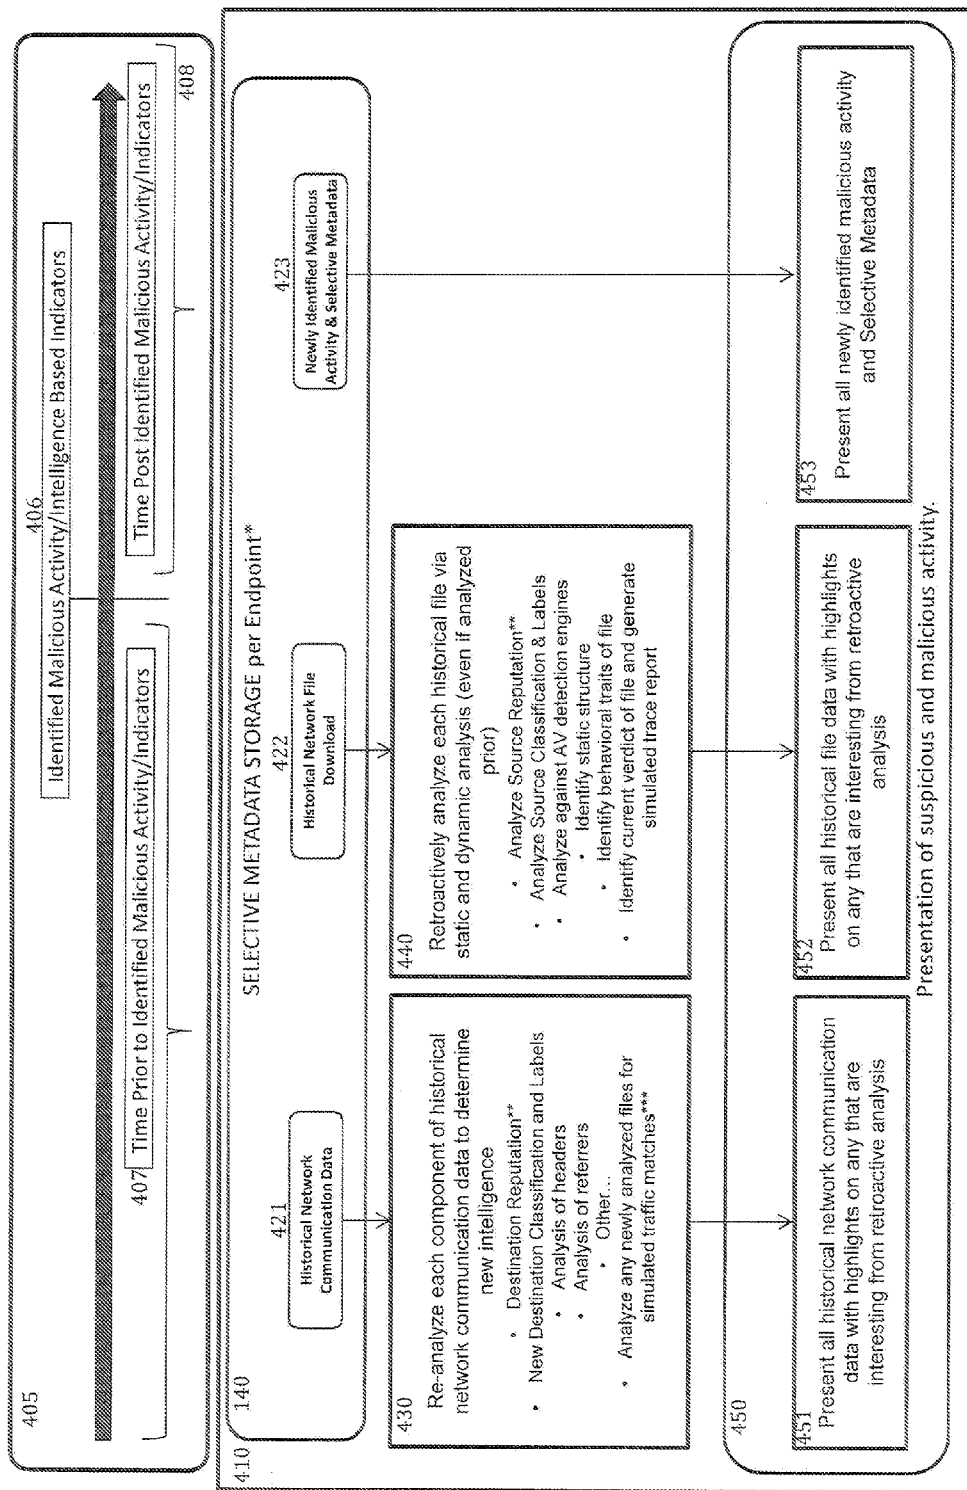 405
406
Identified Malicious Activity/Intelligence Based Indicators
407
Time Prior to Identified Malicious Activity/Indicators
Time Post Identified Malicious Activity/Indicators
408
410
140
SELECTIVE METADATA STORAGE per Endpoint*
421
Historical Network
Communication Data
422
Historical Network File
Download
423
Newly Identified Malicious
Activity & Selective Metadata
430
Re-analyze each component of historical
network communication data to determine
new intelligence
• Destination Reputation**
• New Destination Classification and Labels
• Analysis of headers
• Analysis of referrers
• Other...
• Analyze any newly analyzed files for
simulated traffic matches***
440
Retroactively analyze each historical file via
static and dynamic analysis (even if analyzed
prior)
• Analyze Source Reputation**
• Analyze Source Classification & Labels
• Analyze against AV detection engines
• Identify static structure
• Identify behavioral traits of file
• Identify current verdict of file and generate
simulated trace report
450
451
Present all historical network communication
data with highlights on any that are
interesting from retroactive analysis
452
Present all historical file data with highlights
on any that are interesting from retroactive
analysis
453
Present all newly identified malicious activity
and Selective Metadata
Presentation of suspicious and malicious activity.